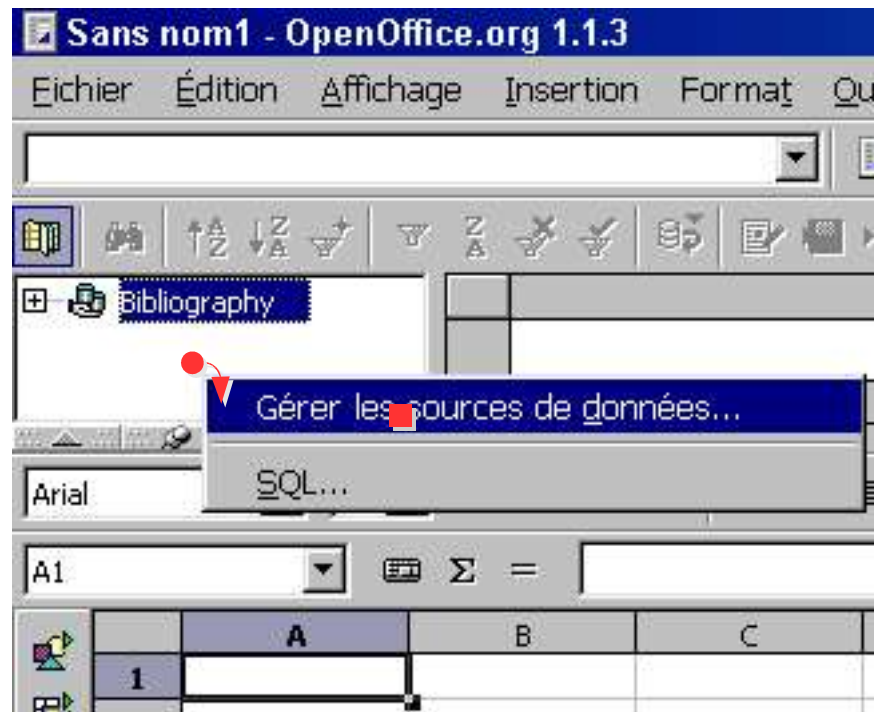 Sans nom1 - OpenOffice.org 1.1.3
Fichier Édition Affichage Insertion Format Ou
Bibliography
Gérer les sources de données...
SQL...
Arial
A1 Σ =
A B C
1